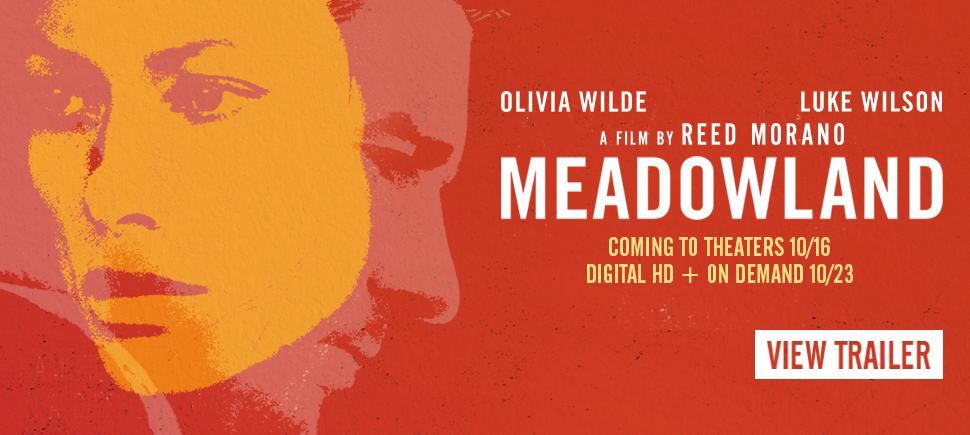 OLIVIA WILDE LUKE WILSON
A FILM BY REED MORANO
MEADOWLAND
COMING TO THEATERS 10/16
DIGITAL HD + ON DEMAND 10/23
VIEW TRAILER